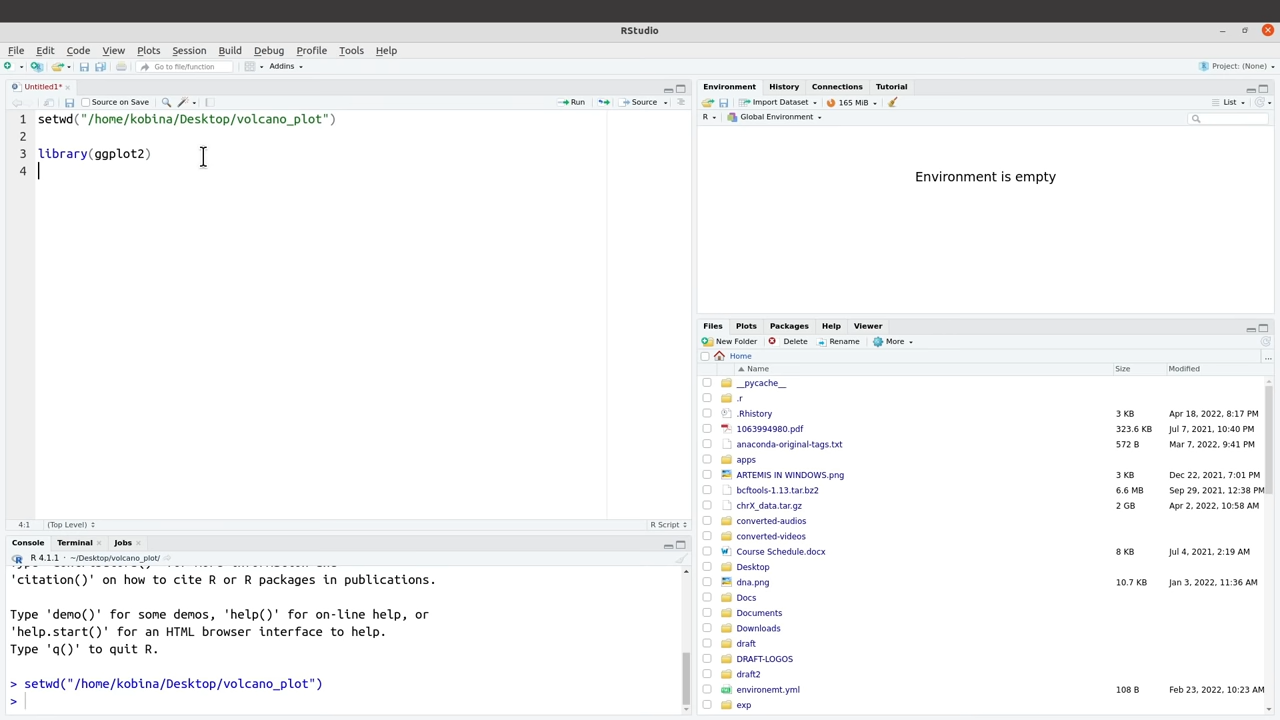 RStudio
File Edit Code View Plots Session Build Debug Profile Tools Help
Go to file/function Addins Project: (None)
Untitled1*
Source on Save Run Source
1 setwd("/home/kobina/Desktop/volcano_plot")
2
3 library(ggplot2)
4
4:1 (Top Level) R Script
Console Terminal Jobs
R 4.1.1 · ~/Desktop/volcano_plot/
'citation()' on how to cite R or R packages in publications.
Type 'demo()' for some demos, 'help()' for on-line help, or
'help.start()' for an HTML browser interface to help.
Type 'q()' to quit R.
> setwd("/home/kobina/Desktop/volcano_plot")
>
Environment History Connections Tutorial
Import Dataset 165 MiB List
R Global Environment
Environment is empty
Files Plots Packages Help Viewer
New Folder Delete Rename More
Home ...
Name Size Modified
__pycache__
.r
.Rhistory 3 KB Apr 18, 2022, 8:17 PM
1063994980.pdf 323.6 KB Jul 7, 2021, 10:40 PM
anaconda-original-tags.txt 572 B Mar 7, 2022, 9:41 PM
apps
ARTEMIS IN WINDOWS.png 3 KB Dec 22, 2021, 7:01 PM
bcftools-1.13.tar.bz2 6.6 MB Sep 29, 2021, 12:38 PM
chrX_data.tar.gz 2 GB Apr 2, 2022, 10:58 AM
converted-audios
converted-videos
Course Schedule.docx 8 KB Jul 4, 2021, 2:19 AM
Desktop
dna.png 10.7 KB Jan 3, 2022, 11:36 AM
Docs
Documents
Downloads
draft
DRAFT-LOGOS
draft2
environemt.yml 108 B Feb 23, 2022, 10:23 AM
exp